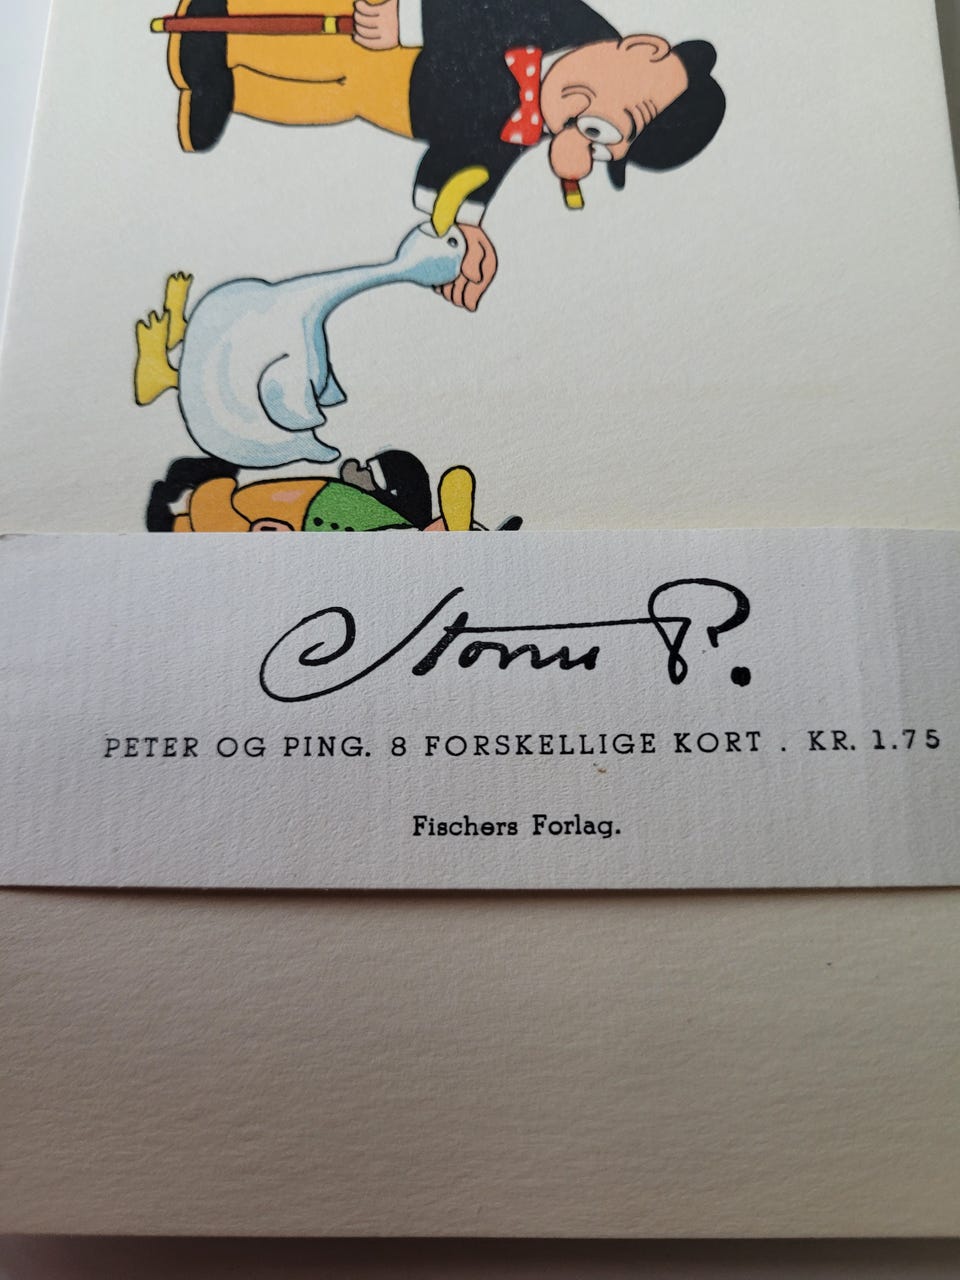 Storm P.
PETER OG PING. 8 FORSKELLIGE KORT . KR. 1.75
Fischers Forlag.